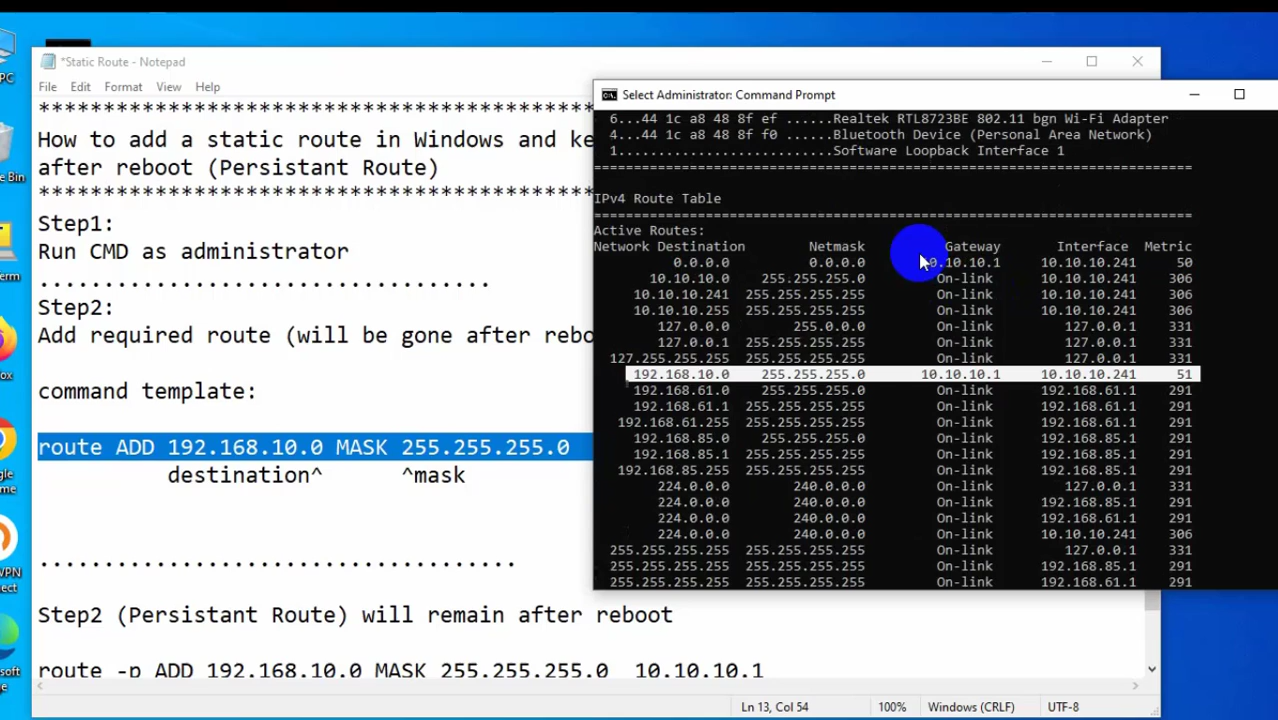 PC
e Bin
erm
ox
gle
me
VPN
ect
soft
ge
*Static Route - Notepad
File Edit Format View Help
*******************************************
How to add a static route in Windows and ke
after reboot (Persistant Route)
*******************************************
Step1:
Run CMD as administrator
...................................
Step2:
Add required route (will be gone after rebo
command template:
route ADD 192.168.10.0 MASK 255.255.255.0
destination^ ^mask
.....................................
Step2 (Persistant Route) will remain after reboot
route -p ADD 192.168.10.0 MASK 255.255.255.0 10.10.10.1
Ln 13, Col 54 100% Windows (CRLF) UTF-8
Select Administrator: Command Prompt
6...44 1c a8 48 8f ef ......Realtek RTL8723BE 802.11 bgn Wi-Fi Adapter
4...44 1c a8 48 8f f0 ......Bluetooth Device (Personal Area Network)
1...........................Software Loopback Interface 1
===========================================================================
IPv4 Route Table
===========================================================================
Active Routes:
Network Destination Netmask Gateway Interface Metric
0.0.0.0 0.0.0.0 10.10.10.1 10.10.10.241 50
10.10.10.0 255.255.255.0 On-link 10.10.10.241 306
10.10.10.241 255.255.255.255 On-link 10.10.10.241 306
10.10.10.255 255.255.255.255 On-link 10.10.10.241 306
127.0.0.0 255.0.0.0 On-link 127.0.0.1 331
127.0.0.1 255.255.255.255 On-link 127.0.0.1 331
127.255.255.255 255.255.255.255 On-link 127.0.0.1 331
192.168.10.0 255.255.255.0 10.10.10.1 10.10.10.241 51
192.168.61.0 255.255.255.0 On-link 192.168.61.1 291
192.168.61.1 255.255.255.255 On-link 192.168.61.1 291
192.168.61.255 255.255.255.255 On-link 192.168.61.1 291
192.168.85.0 255.255.255.0 On-link 192.168.85.1 291
192.168.85.1 255.255.255.255 On-link 192.168.85.1 291
192.168.85.255 255.255.255.255 On-link 192.168.85.1 291
224.0.0.0 240.0.0.0 On-link 127.0.0.1 331
224.0.0.0 240.0.0.0 On-link 192.168.85.1 291
224.0.0.0 240.0.0.0 On-link 192.168.61.1 291
224.0.0.0 240.0.0.0 On-link 10.10.10.241 306
255.255.255.255 255.255.255.255 On-link 127.0.0.1 331
255.255.255.255 255.255.255.255 On-link 192.168.85.1 291
255.255.255.255 255.255.255.255 On-link 192.168.61.1 291